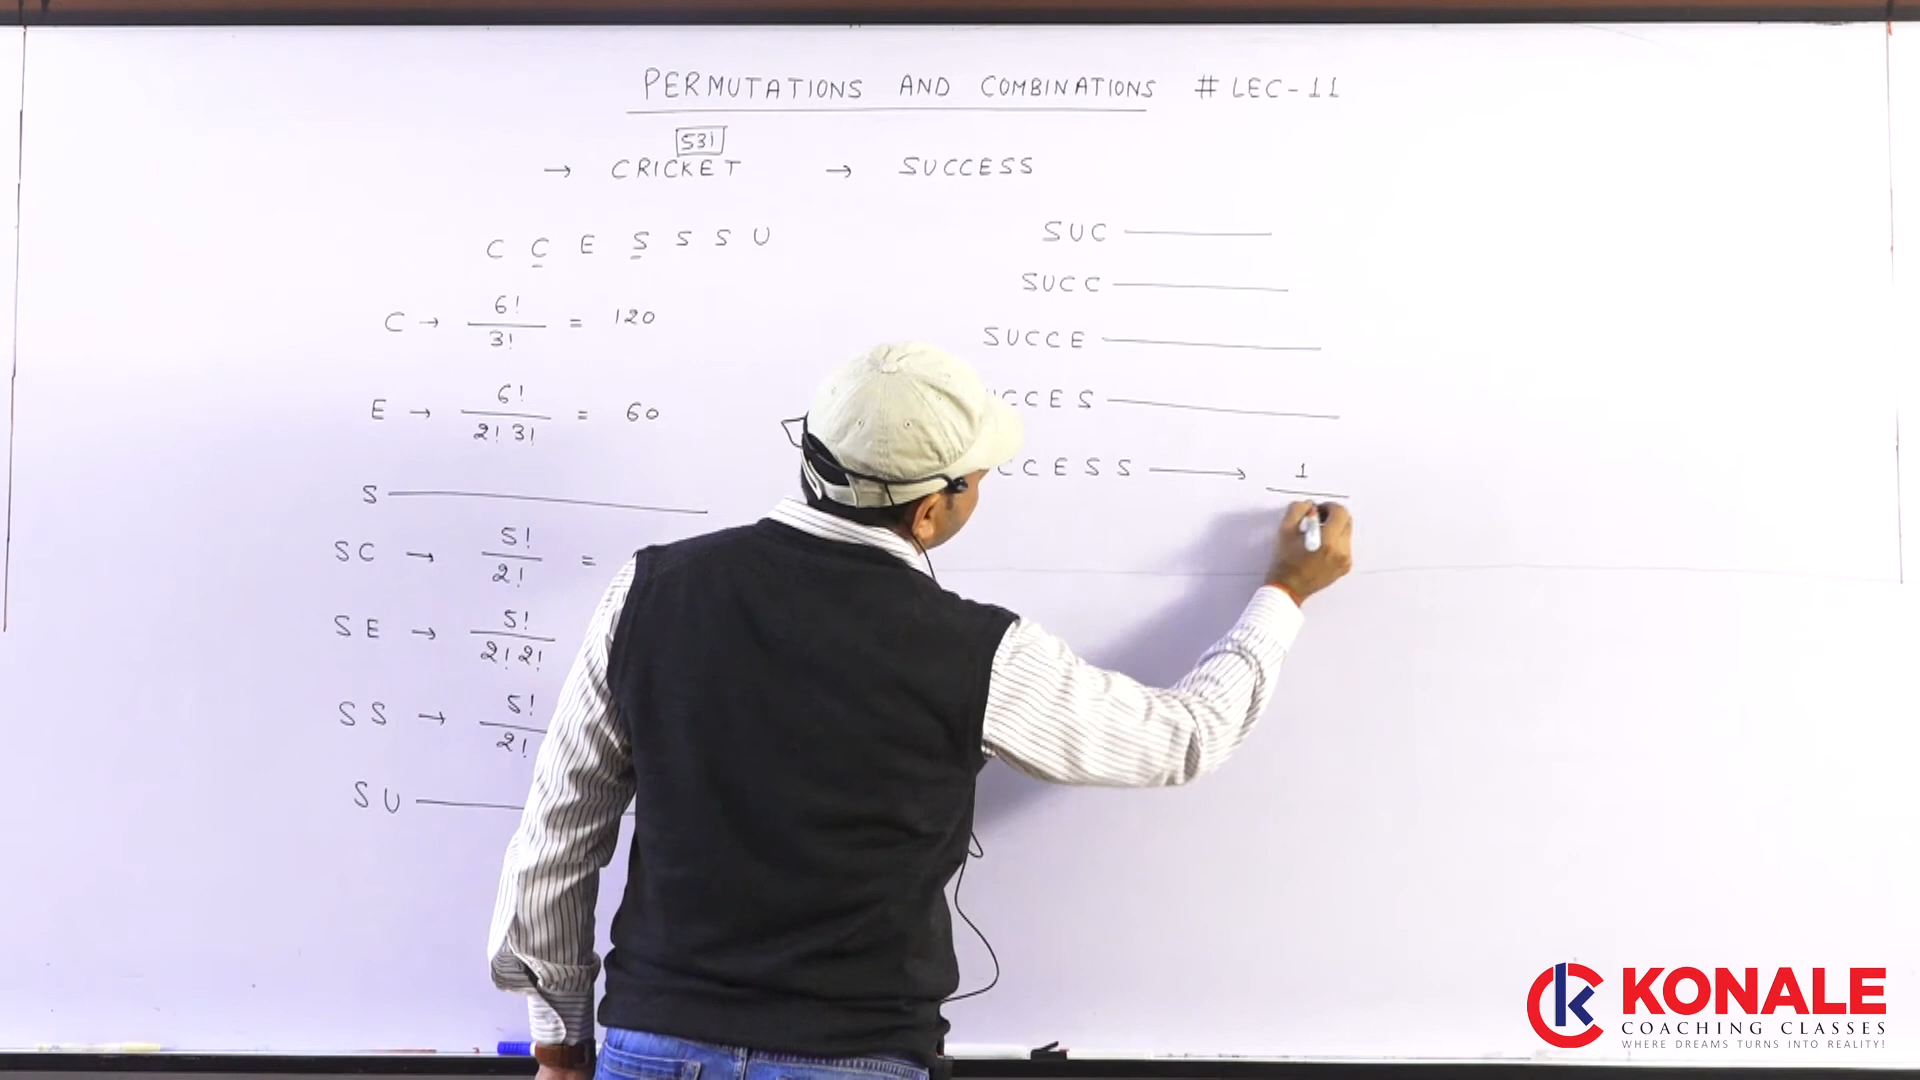 PERMUTATIONS AND COMBINATIONS # LEC-11
531
→ CRICKET → SUCCESS
C C E S S S U
C → 6!/3! = 120
E → 6!/2! 3! = 60
S
SC → 5!/2! =
SE → 5!/2! 2!
SS → 5!/2!
SU
SUC
SUCC
SUCCE
CCES
CCESS → 1
KONALE
COACHING CLASSES
WHERE DREAMS TURNS INTO REALITY!